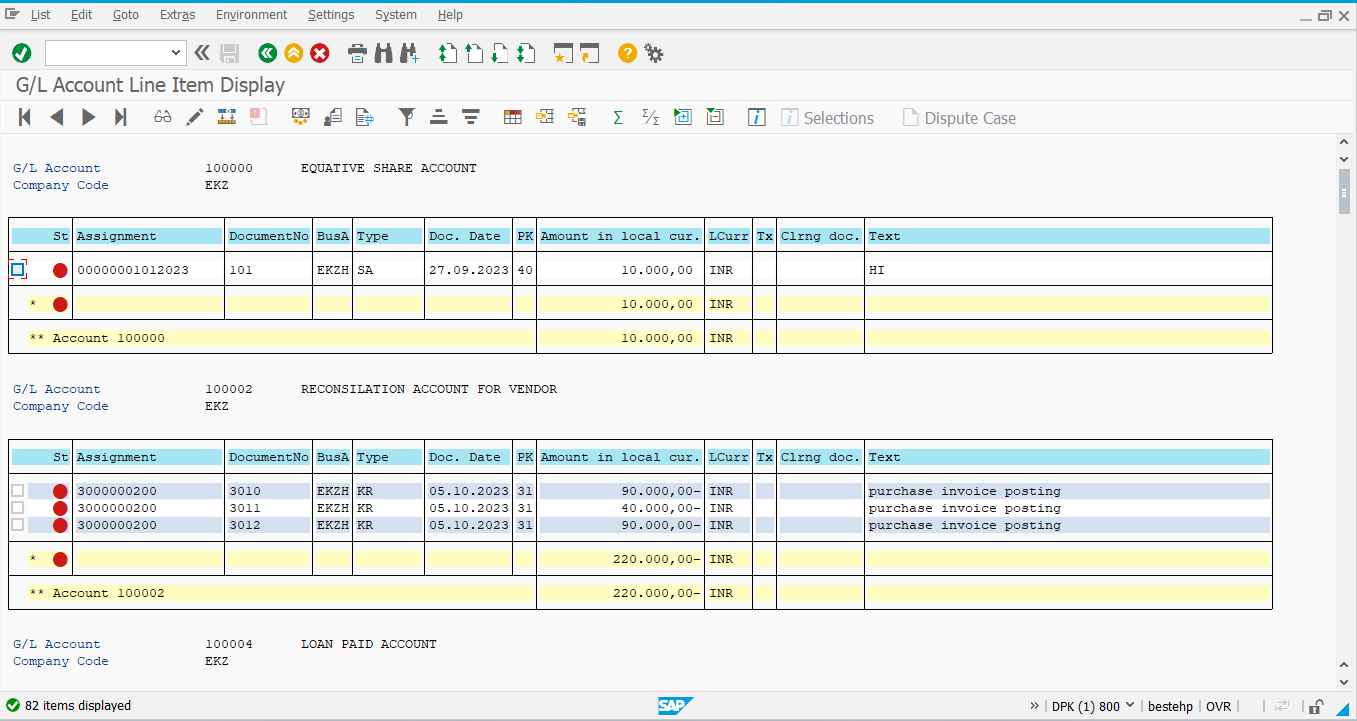 List Edit Goto Extras Environment Settings System Help
G/L Account Line Item Display
Selections Dispute Case
G/L Account 100000 EQUATIVE SHARE ACCOUNT
Company Code EKZ
St Assignment DocumentNo BusA Type Doc. Date PK Amount in local cur. LCurr Tx Clrng doc. Text
00000001012023 101 EKZH SA 27.09.2023 40 10.000,00 INR HI
* 10.000,00 INR
** Account 100000 10.000,00 INR
G/L Account 100002 RECONSILATION ACCOUNT FOR VENDOR
Company Code EKZ
St Assignment DocumentNo BusA Type Doc. Date PK Amount in local cur. LCurr Tx Clrng doc. Text
3000000200 3010 EKZH KR 05.10.2023 31 90.000,00- INR purchase invoice posting
3000000200 3011 EKZH KR 05.10.2023 31 40.000,00- INR purchase invoice posting
3000000200 3012 EKZH KR 05.10.2023 31 90.000,00- INR purchase invoice posting
* 220.000,00- INR
** Account 100002 220.000,00- INR
G/L Account 100004 LOAN PAID ACCOUNT
Company Code EKZ
82 items displayed SAP DPK (1) 800 bestehp OVR